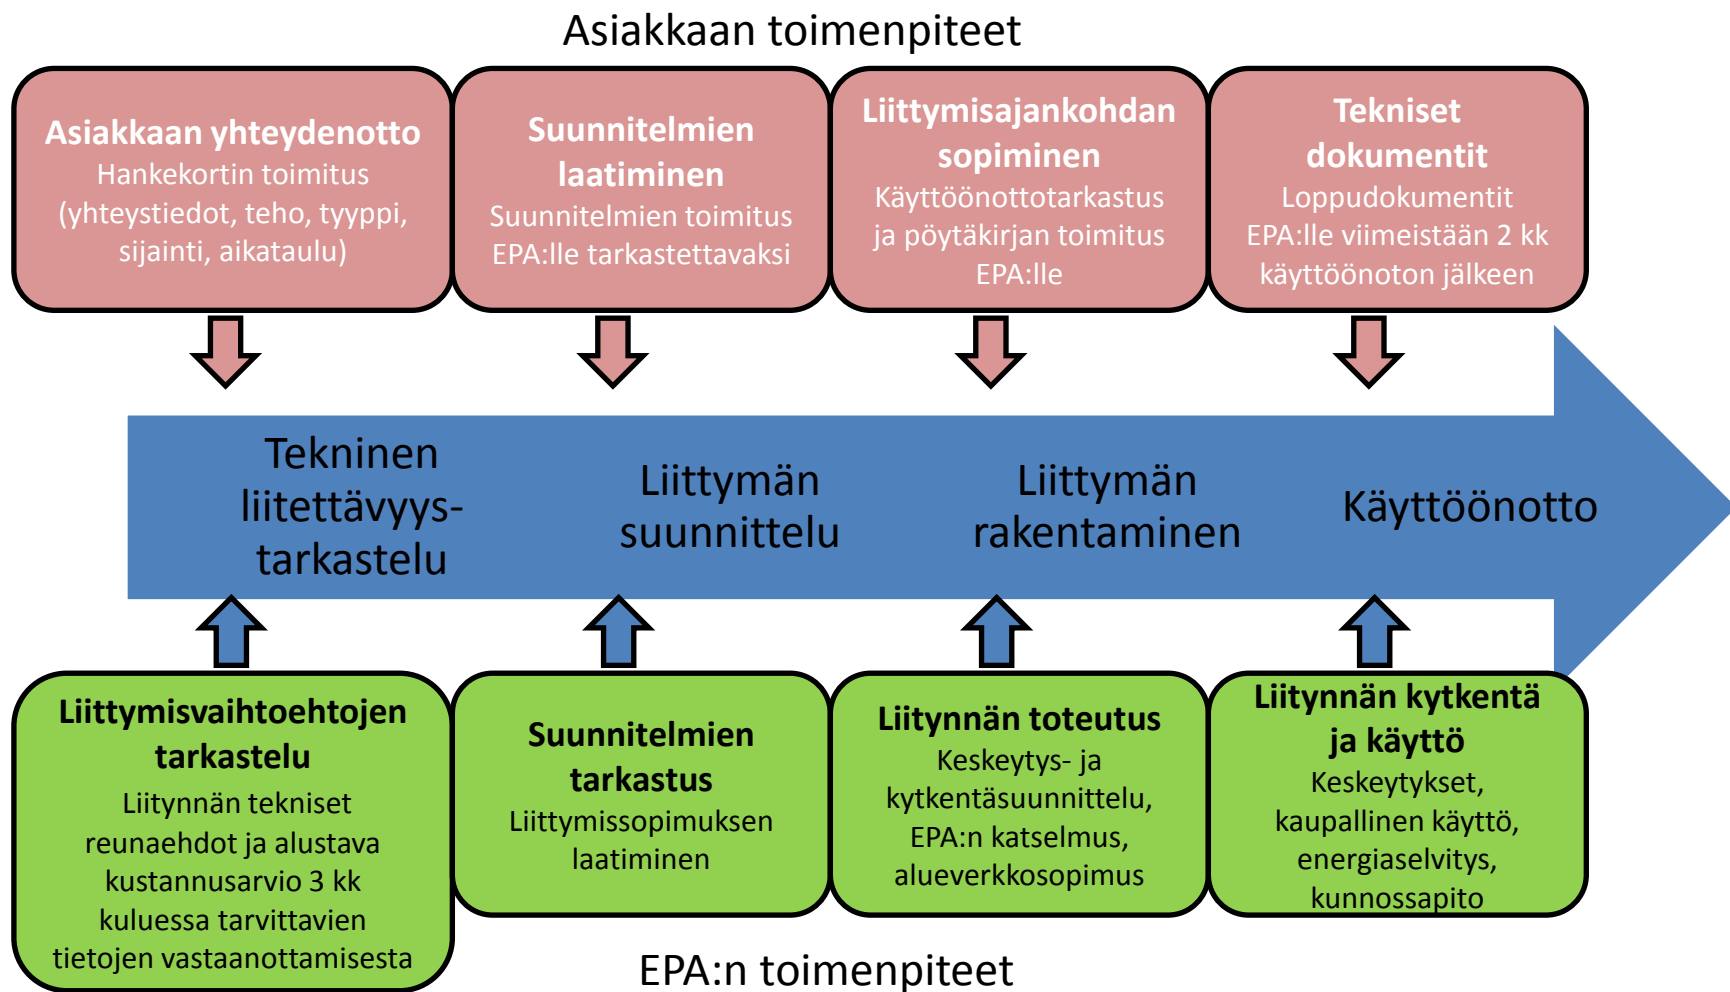 Asiakkaan toimenpiteet
Asiakkaan yhteydenotto
Hankekortin toimitus
(yhteystiedot, teho, tyyppi,
sijainti, aikataulu)
Suunnitelmien
laatiminen
Suunnitelmien toimitus
EPA:lle tarkastettavaksi
Liittymisajankohdan
sopiminen
Käyttöönottotarkastus
ja pöytäkirjan toimitus
EPA:lle
Tekniset
dokumentit
Loppudokumentit
EPA:lle viimeistään 2 kk
käyttöönoton jälkeen
Tekninen
liitettävyys-
tarkastelu
Liittymän
suunnittelu
Liittymän
rakentaminen
Käyttöönotto
Liittymisvaihtoehtojen
tarkastelu
Liitynnän tekniset
reunaehdot ja alustava
kustannusarvio 3 kk
kuluessa tarvittavien
tietojen vastaanottamisesta
Suunnitelmien
tarkastus
Liittymissopimuksen
laatiminen
Liitynnän toteutus
Keskeytys- ja
kytkentäsuunnittelu,
EPA:n katselmus,
alueverkkosopimus
Liitynnän kytkentä
ja käyttö
Keskeytykset,
kaupallinen käyttö,
energiaselvitys,
kunnossapito
EPA:n toimenpiteet